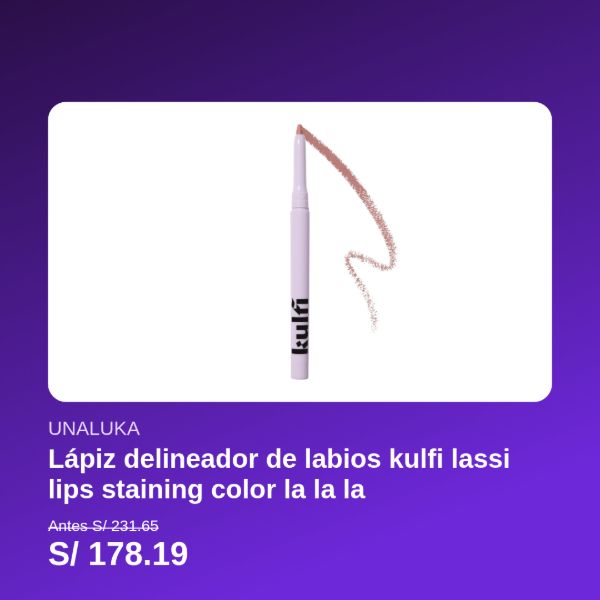 kulfi
UNALUKA
Lápiz delineador de labios kulfi lassi
lips staining color la la la
Antes S/ 231.65
S/ 178.19